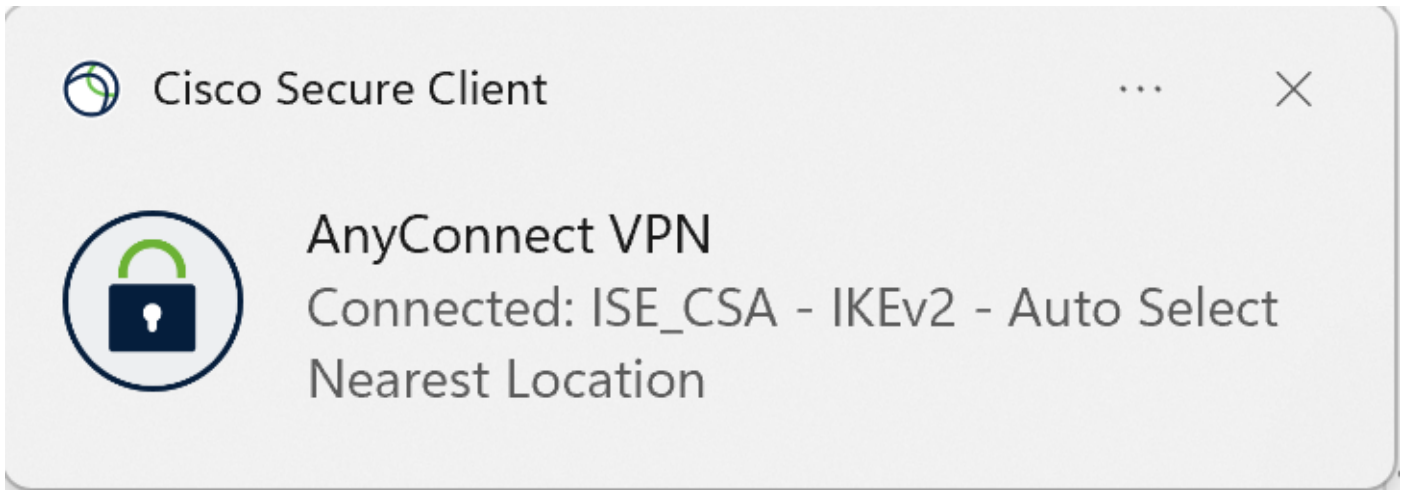 Cisco Secure Client
AnyConnect VPN
Connected: ISE_CSA - IKEv2 - Auto Select
Nearest Location